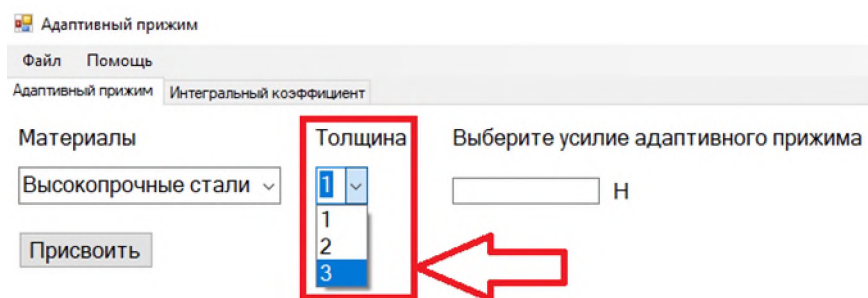 Адаптивный прижим
Файл Помощь
Адаптивный прижим Интегральный коэффициент
Материалы Толщина Выберите усилие адаптивного прижима
Высокопрочные стали 1 Н
1
Присвоить 2
3